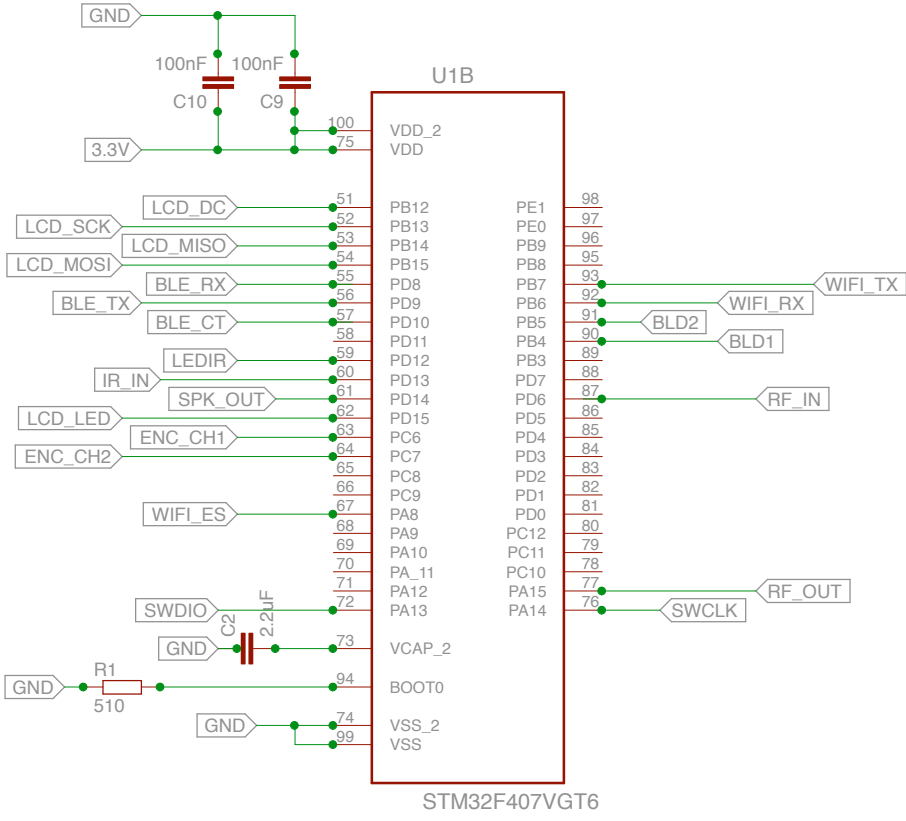 GND
100nF 100nF
U1B
C10 C9
100 VDD_2
3.3V 75 VDD
LCD_DC 51 PB12 PE1 98
LCD_SCK 52 PB13 PE0 97
LCD_MISO 53 PB14 PB9 96
LCD_MOSI 54 PB15 PB8 95
BLE_RX 55 PD8 PB7 93 WIFI_TX
BLE_TX 56 PD9 PB6 92 WIFI_RX
BLE_CT 57 PD10 PB5 91 BLD2
58 PD11 PB4 90 BLD1
LEDIR 59 PD12 PB3 89
IR_IN 60 PD13 PD7 88
SPK_OUT 61 PD14 PD6 87 RF_IN
LCD_LED 62 PD15 PD5 86
ENC_CH1 63 PC6 PD4 85
ENC_CH2 64 PC7 PD3 84
65 PC8 PD2 83
66 PC9 PD1 82
WIFI_ES 67 PA8 PD0 81
68 PA9 PC12 80
69 PA10 PC11 79
70 PA_11 PC10 78
71 PA12 PA15 77 RF_OUT
SWDIO 72 PA13 PA14 76 SWCLK
C2 2.2uF
GND 73 VCAP_2
R1
GND 94 BOOT0
510
GND 74 VSS_2
99 VSS
STM32F407VGT6